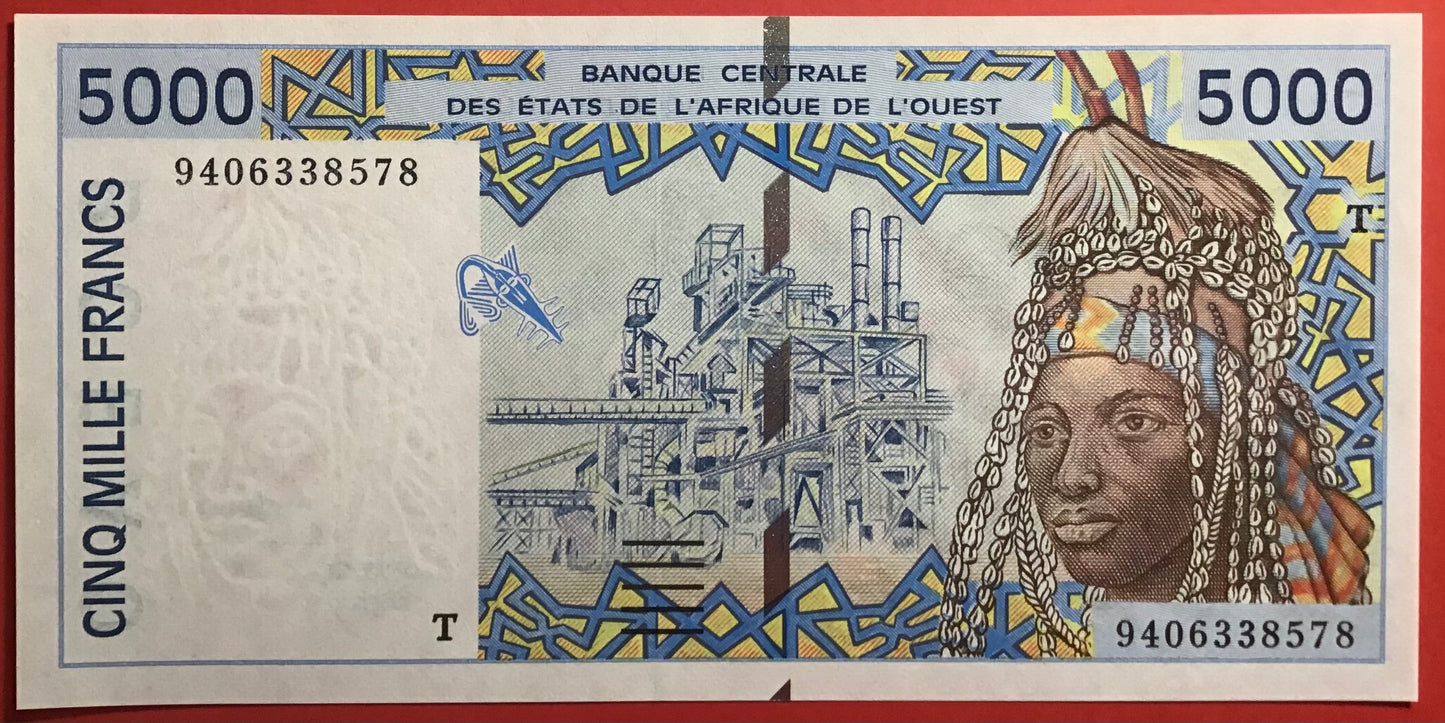 5000
BANQUE CENTRALE
DES ÉTATS DE L'AFRIQUE DE L'OUEST
5000
9406338578
T
CINQ MILLE FRANCS
T
9406338578